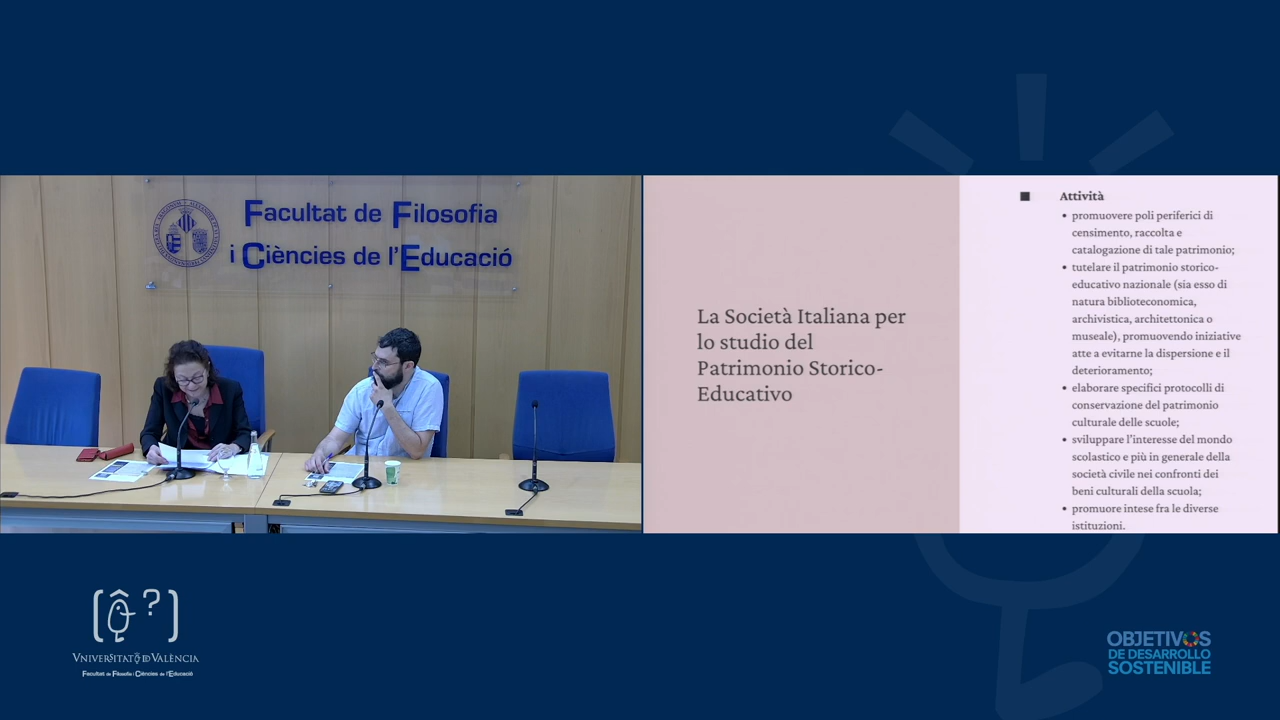 Facultat de Filosofia
i Ciències de l'Educació
La Società Italiana per
lo studio del
Patrimonio Storico-
Educativo
Attività
• promuovere poli periferici di
censimento, raccolta e
catalogazione di tale patrimonio;
• tutelare il patrimonio storico-
educativo nazionale (sia esso di
natura biblioteconomica,
archivistica, architettonica o
museale), promuovendo iniziative
atte a evitarne la dispersione e il
deterioramento;
• elaborare specifici protocolli di
conservazione del patrimonio
culturale delle scuole;
• sviluppare l'interesse del mondo
scolastico e più in generale della
società civile nei confronti dei
beni culturali della scuola;
• promuore intese fra le diverse
istituzioni.
VNIVERSITAT DE VALÈNCIA
Facultat de Filosofia i Ciències de l'Educació
OBJETIVOS
DE DESARROLLO
SOSTENIBLE